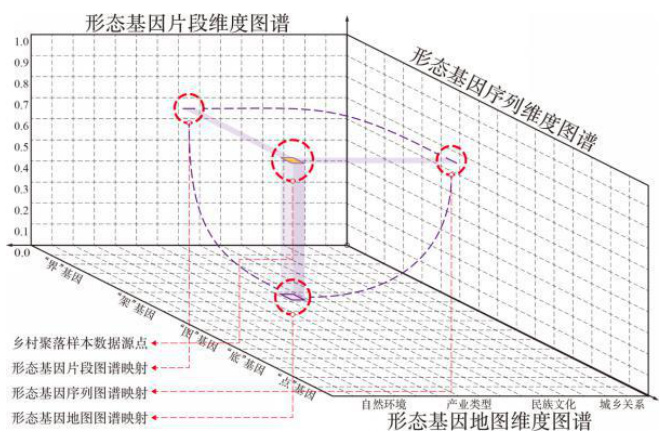 形态基因片段维度图谱
形态基因序列维度图谱
1.0
0.9
0.8
0.7
0.6
0.5
0.4
0.3
0.2
0.1
0.0
“界”基因
“架”基因
“图”基因
“底”基因
“点”基因
乡村聚落样本数据源点
形态基因片段图谱映射
形态基因序列图谱映射
形态基因地图图谱映射
自然环境 产业类型 民族文化 城乡关系
形态基因地图维度图谱